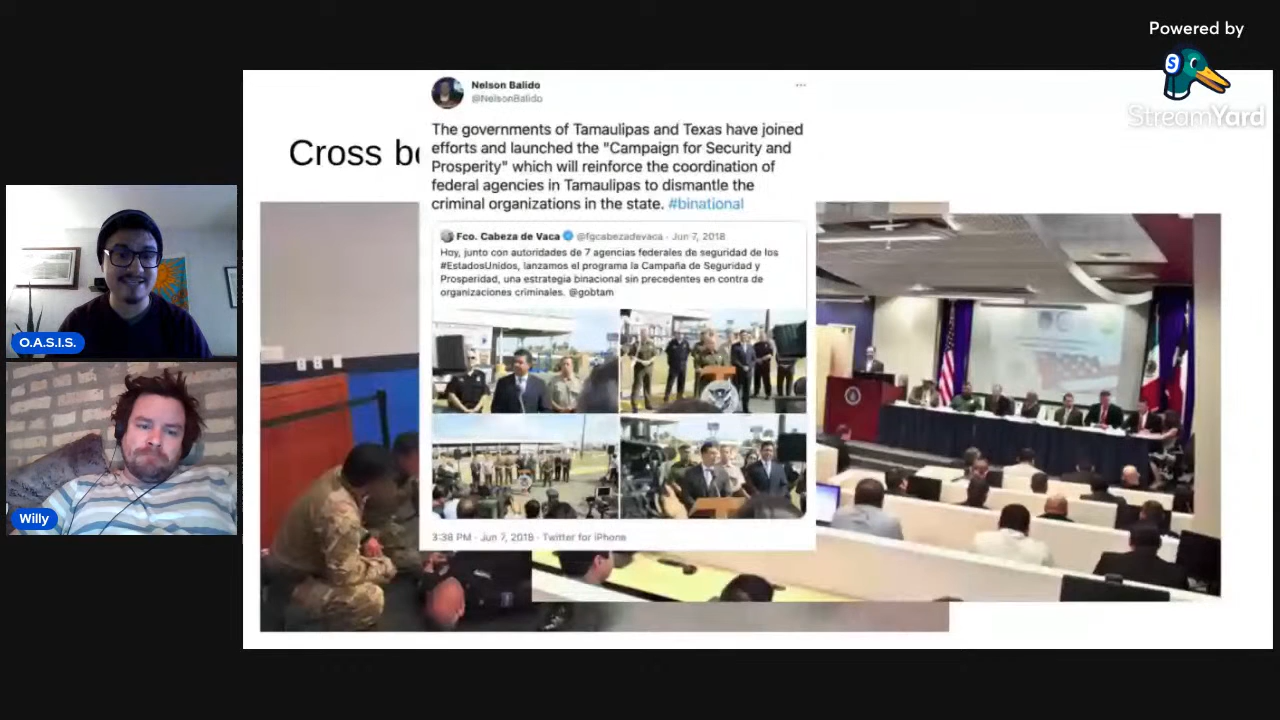 Powered by
StreamYard
Nelson Balido
@NelsonBalido
The governments of Tamaulipas and Texas have joined
efforts and launched the "Campaign for Security and
Prosperity" which will reinforce the coordination of
federal agencies in Tamaulipas to dismantle the
criminal organizations in the state. #binational
Cross
Fco. Cabeza de Vaca @fgcabezadevaca · Jun 7, 2018
Hoy, junto con autoridades de 7 agencias federales de seguridad de los
#EstadosUnidos, lanzamos el programa la Campaña de Seguridad y
Prosperidad, una estrategia binacional sin precedentes en contra de
organizaciones criminales. @gobtam
3:38 PM · Jun 7, 2018 · Twitter for iPhone
O.A.S.I.S.
Willy